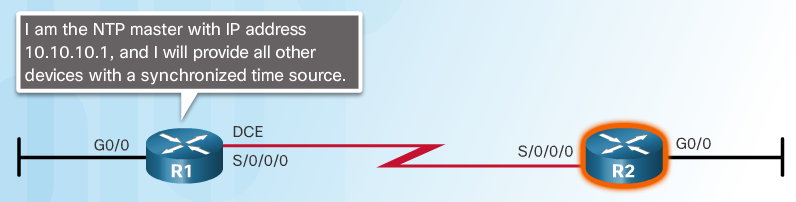 I am the NTP master with IP address
10.10.10.1, and I will provide all other
devices with a synchronized time source.
G0/0
R1
DCE
S/0/0/0
S/0/0/0
R2
G0/0